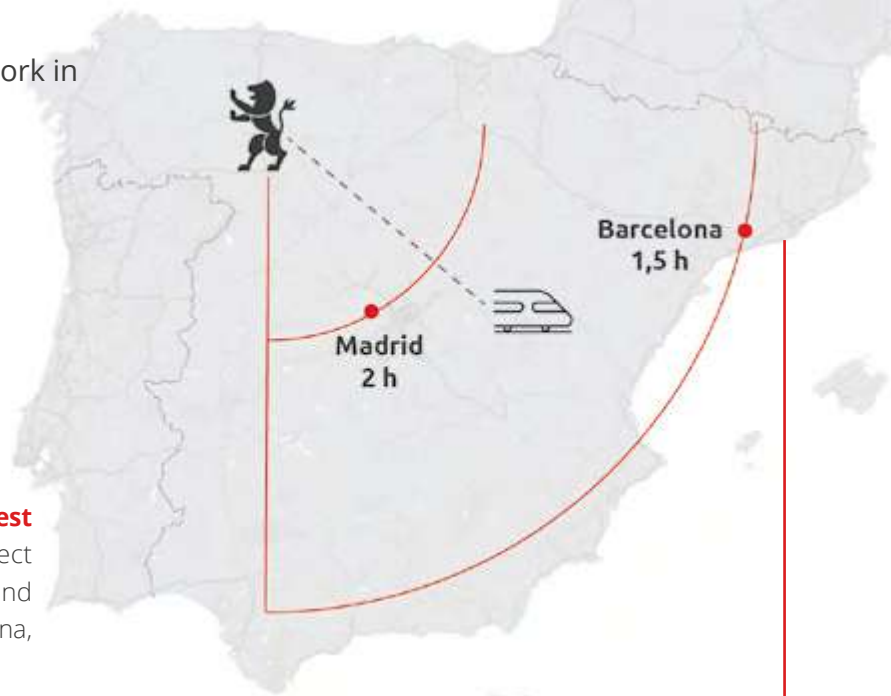 ork in
Barcelona
1,5 h
Madrid
2 h
est
ect
nd
na,